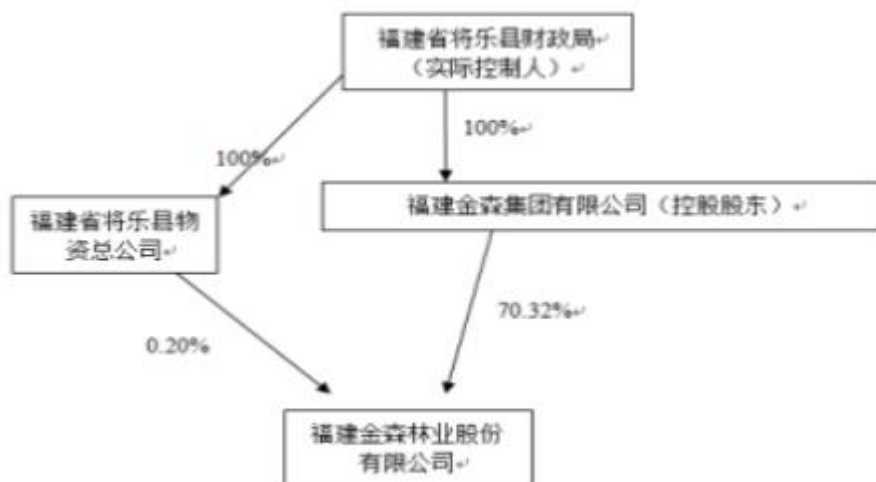 福建省将乐县财政局↵
（实际控制人）↵
100%↵
100%↵
福建省将乐县物
资总公司↵
福建金森集团有限公司（控股股东）↵
0.20%
70.32%↵
福建金森林业股份
有限公司↵